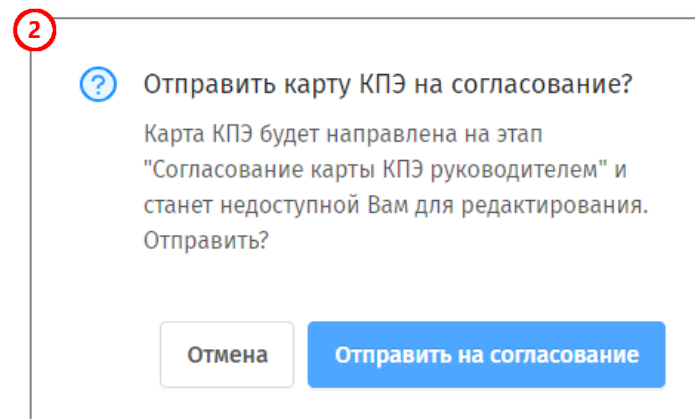 2
Отправить карту КПЭ на согласование?
Карта КПЭ будет направлена на этап
"Согласование карты КПЭ руководителем" и
станет недоступной Вам для редактирования.
Отправить?
Отмена
Отправить на согласование